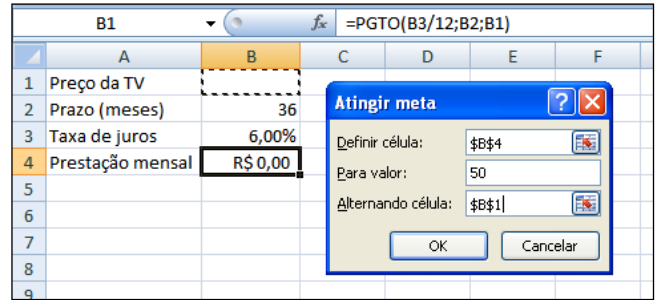 B1 fx =PGTO(B3/12;B2;B1)
A B C D E F
1 Preço da TV
2 Prazo (meses) 36
3 Taxa de juros 6,00%
4 Prestação mensal R$ 0,00
5
6
7
8
9
Atingir meta ?
Definir célula: $B$4
Para valor: 50
Alternando célula: $B$1
OK Cancelar